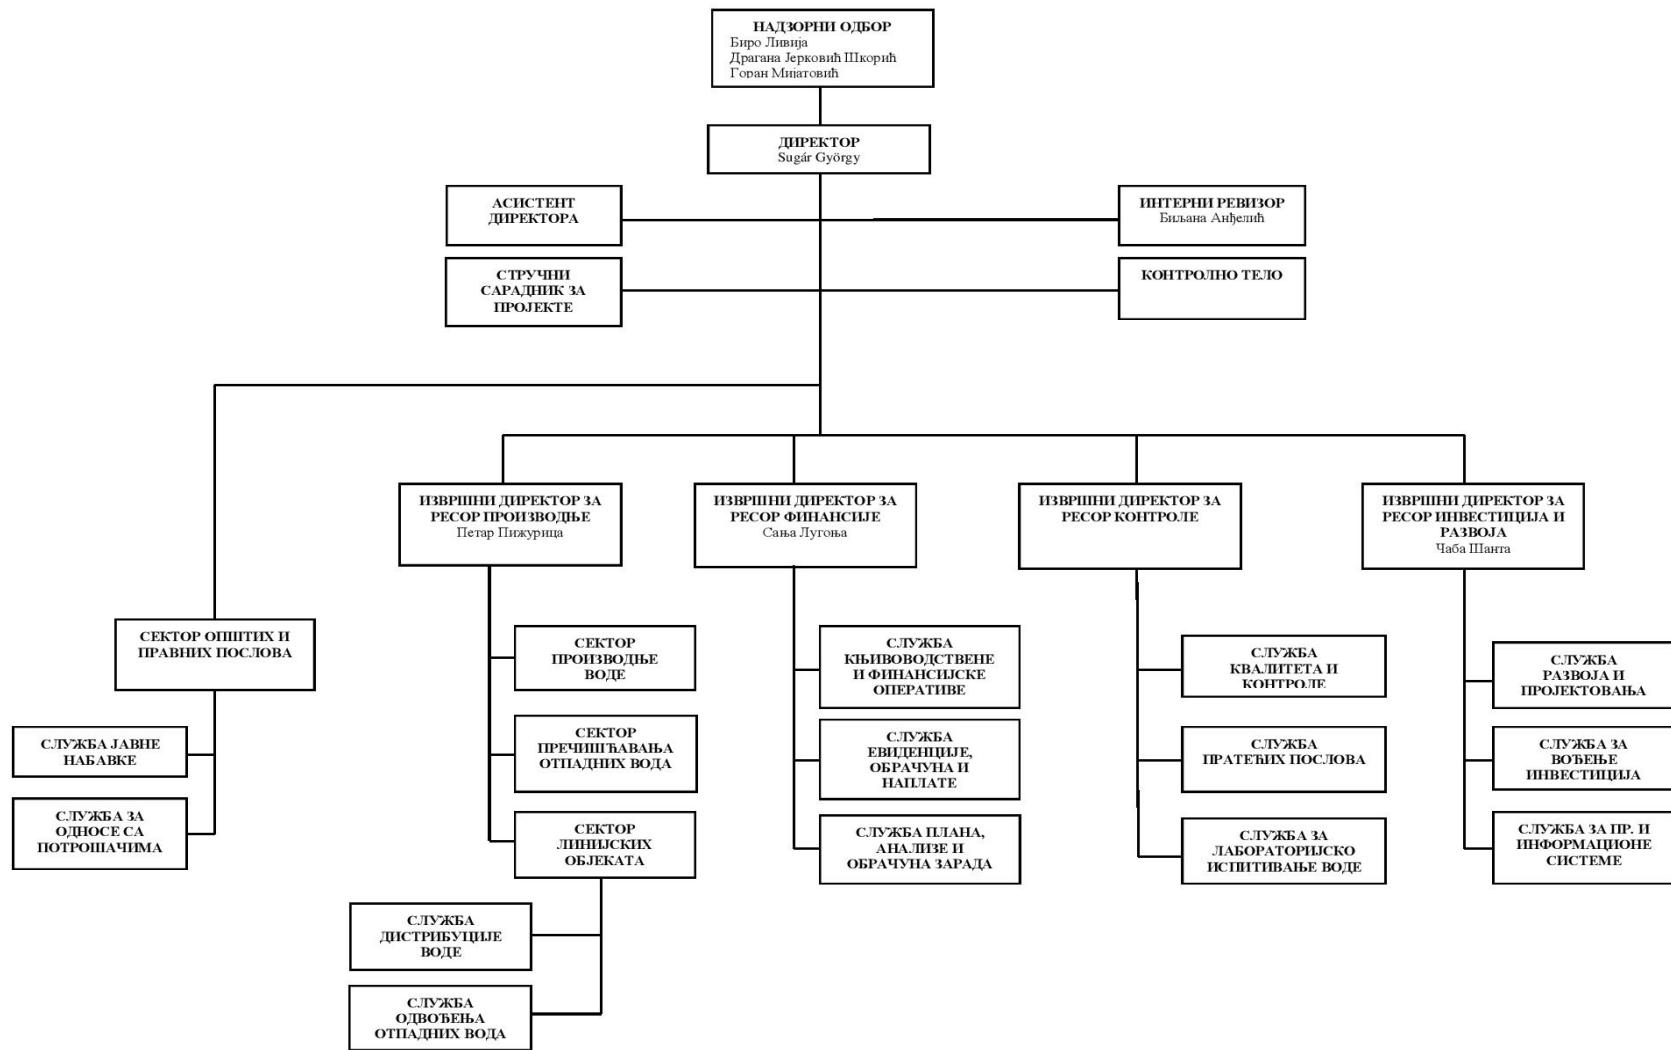 НАДЗОРНИ ОДБОР
Биро Ливија
Драгана Јерковић Шкорић
Горан Мијатовић
ДИРЕКТОР
Sugár György
АСИСТЕНТ
ДИРЕКТОРА
ИНТЕРНИ РЕВИЗОР
Биљана Анђелић
СТРУЧНИ
САРАДНИК ЗА
ПРОЈЕКТЕ
КОНТРОЛНО ТЕЛО
ИЗВРШНИ ДИРЕКТОР ЗА
РЕСОР ПРОИЗВОДЊЕ
Петар Пижурица
ИЗВРШНИ ДИРЕКТОР ЗА
РЕСОР ФИНАНСИЈЕ
Сања Лугоња
ИЗВРШНИ ДИРЕКТОР ЗА
РЕСОР КОНТРОЛЕ
ИЗВРШНИ ДИРЕКТОР ЗА
РЕСОР ИНВЕСТИЦИЈА И
РАЗВОЈА
Чаба Шанта
СЕКТОР ОПШТИХ И
ПРАВНИХ ПОСЛОВА
СЛУЖБА ЈАВНЕ
НАБАВКЕ
СЛУЖБА ЗА
ОДНОСЕ СА
ПОТРОШАЧИМА
СЕКТОР
ПРОИЗВОДЊЕ
ВОДЕ
СЕКТОР
ПРЕЧИШЋАВАЊА
ОТПАДНИХ ВОДА
СЕКТОР
ЛИНИЈСКИХ
ОБЈЕКАТА
СЛУЖБА
ДИСТРИБУЦИЈЕ
ВОДЕ
СЛУЖБА
ОДВОЂЕЊА
ОТПАДНИХ ВОДА
СЛУЖБА
КЊИВОВОДСТВЕНЕ
И ФИНАНСИЈСКЕ
ОПЕРАТИВЕ
СЛУЖБА
ЕВИДЕНЦИЈЕ,
ОБРАЧУНА И
НАПЛАТЕ
СЛУЖБА ПЛАНА,
АНАЛИЗЕ И
ОБРАЧУНА ЗАРАДА
СЛУЖБА
КВАЛИТЕТА И
КОНТРОЛЕ
СЛУЖБА
ПРАТЕЋИХ ПОСЛОВА
СЛУЖБА ЗА
ЛАБОРАТОРИЈСКО
ИСПИТИВАЊЕ ВОДЕ
СЛУЖБА
РАЗВОЈА И
ПРОЈЕКТОВАЊА
СЛУЖБА ЗА
ВОЂЕЊЕ
ИНВЕСТИЦИЈА
СЛУЖБА ЗА ПР. И
ИНФОРМАЦИОНЕ
СИСТЕМЕ